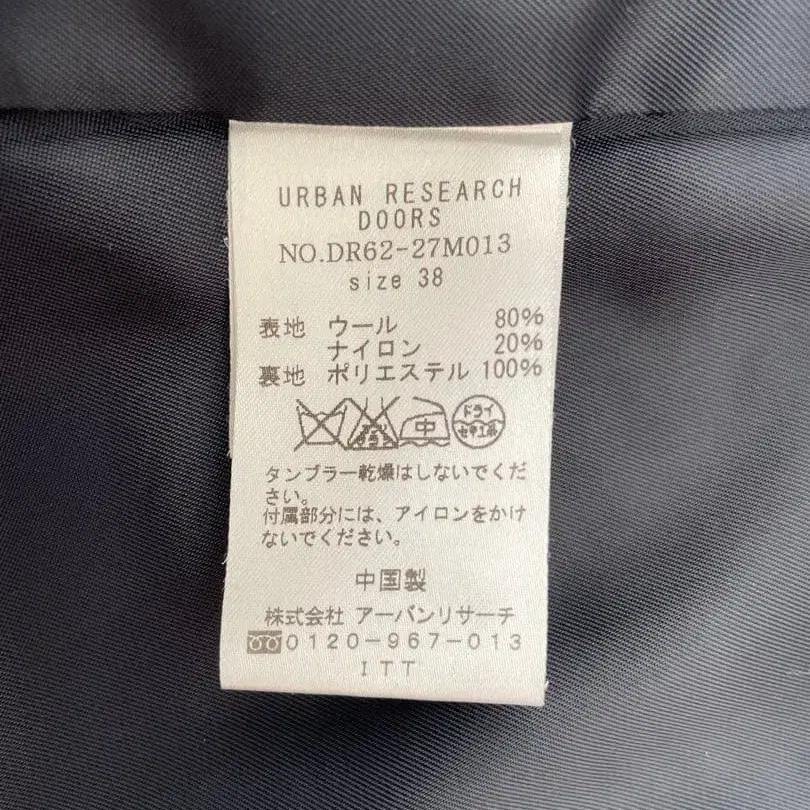 URBAN RESEARCH
DOORS
NO.DR62-27M013
size 38
表地 ウール 80%
ナイロン 20%
裏地 ポリエステル 100%
中 ドライ
タンブラー乾燥はしないでくだ
さい。
付属部分には、アイロンをかけ
ないでください。
中国製
株式会社 アーバンリサーチ
0120-967-013
ITT